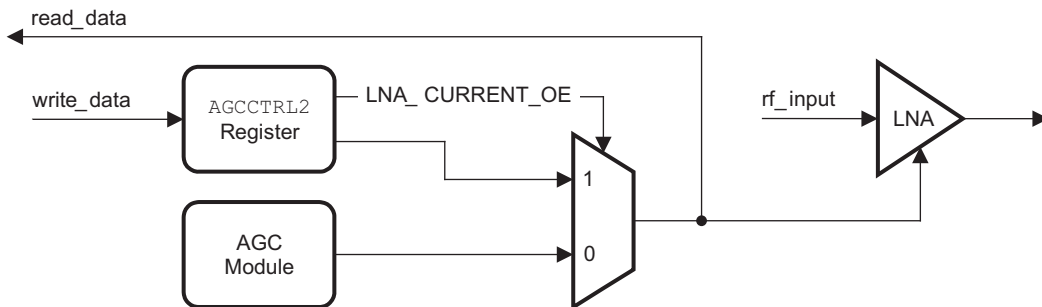 read_data
write_data
AGCCTRL2
Register
LNA_ CURRENT_OE
rf_input
LNA
1
0
AGC
Module